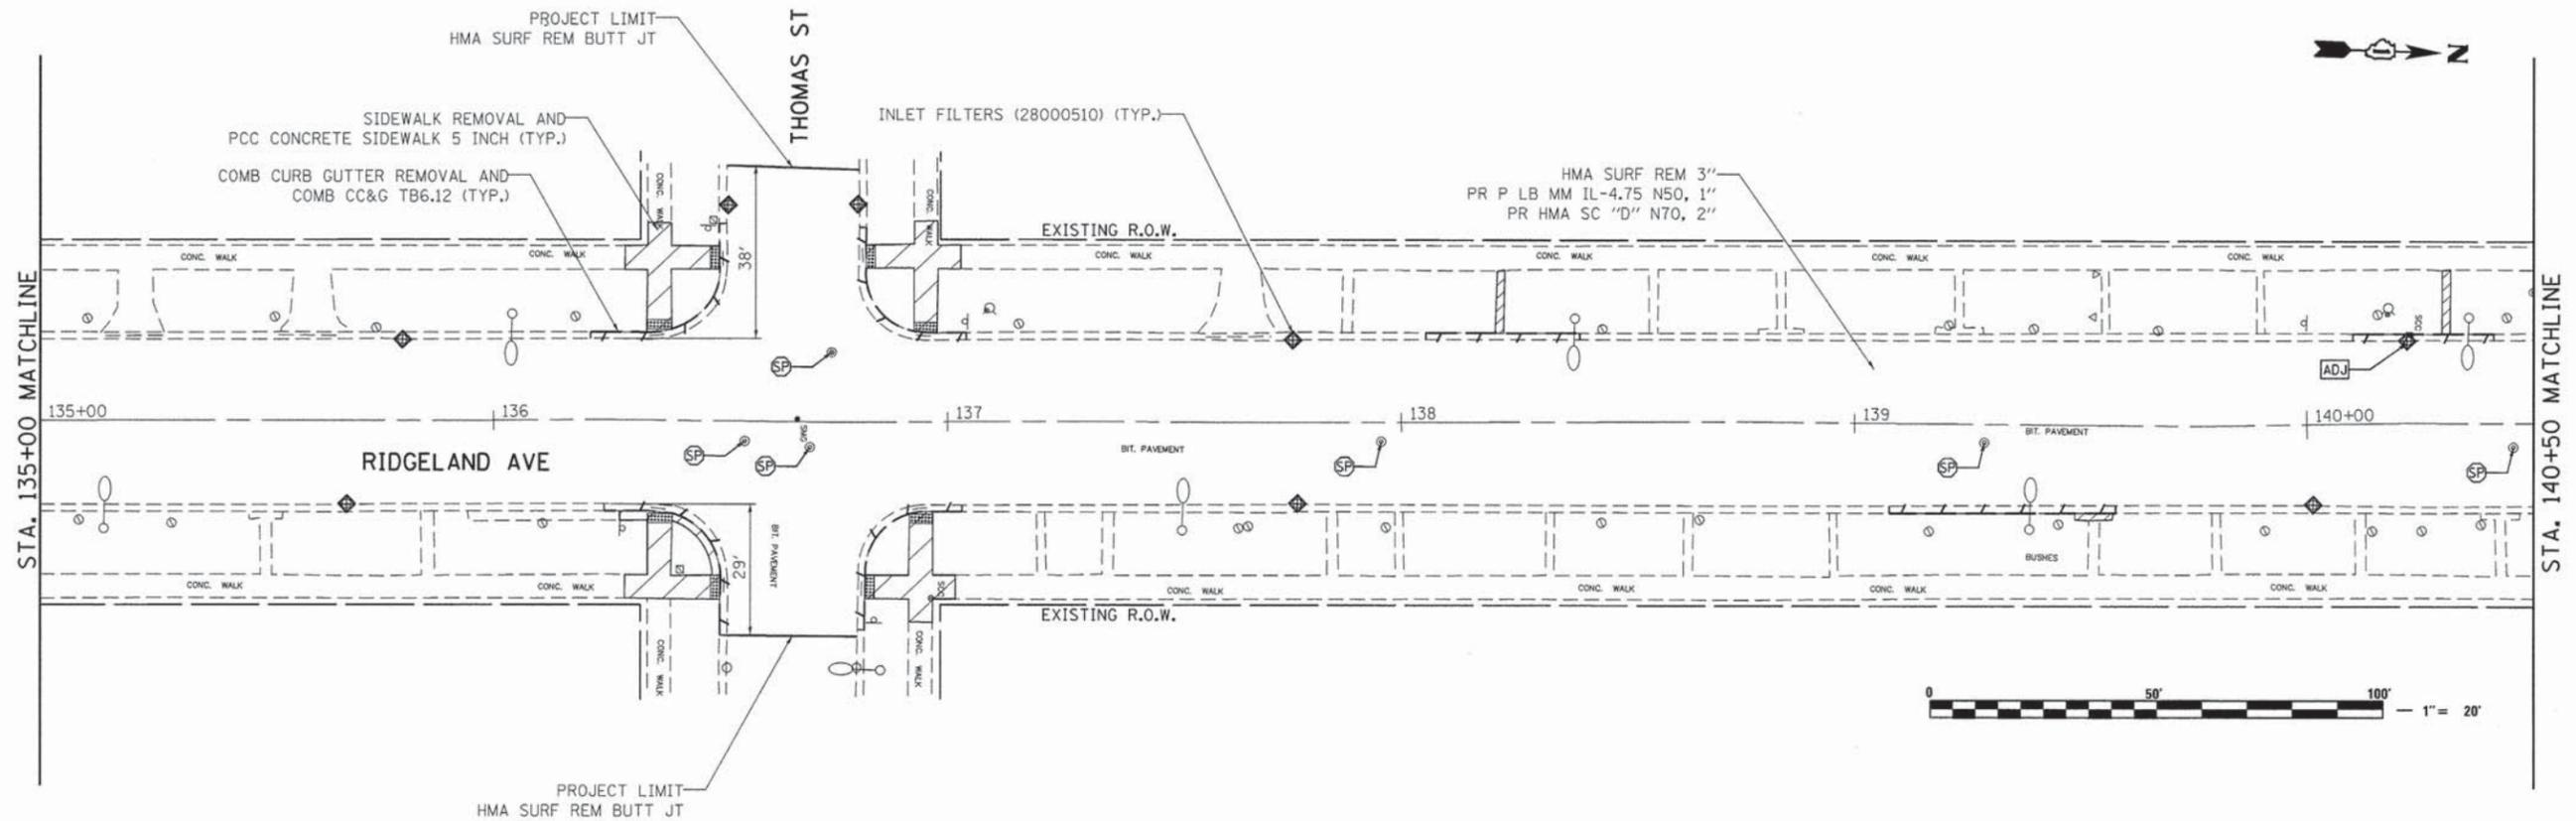 PROJECT LIMIT
HMA SURF REM BUTT JT
THOMAS ST
N
SIDEWALK REMOVAL AND
PCC CONCRETE SIDEWALK 5 INCH (TYP.)
INLET FILTERS (28000510) (TYP.)
COMB CURB GUTTER REMOVAL AND
COMB CC&G TB6.12 (TYP.)
HMA SURF REM 3"
PR P LB MM IL-4.75 N50, 1"
PR HMA SC "D" N70, 2"
CONC. WALK
CONC. WALK
EXISTING R.O.W.
CONC. WALK
CONC. WALK
CONC. WALK
CONC. WALK
CONC. WALK
CONC. WALK
38'
SCC
SP
ADJ
STA. 135+00 MATCHLINE
STA. 140+50 MATCHLINE
135+00
136
137
138
139
140+00
SMG
BIT. PAVEMENT
BIT. PAVEMENT
RIDGELAND AVE
SP
SP
SP
SP
SP
29'
BIT. PAVEMENT
BUSHES
CONC. WALK
CONC. WALK
SCC
CONC. WALK
CONC. WALK
CONC. WALK
CONC. WALK
EXISTING R.O.W.
CONC. WALK
CONC. WALK
0
50'
100'
1"= 20'
PROJECT LIMIT
HMA SURF REM BUTT JT